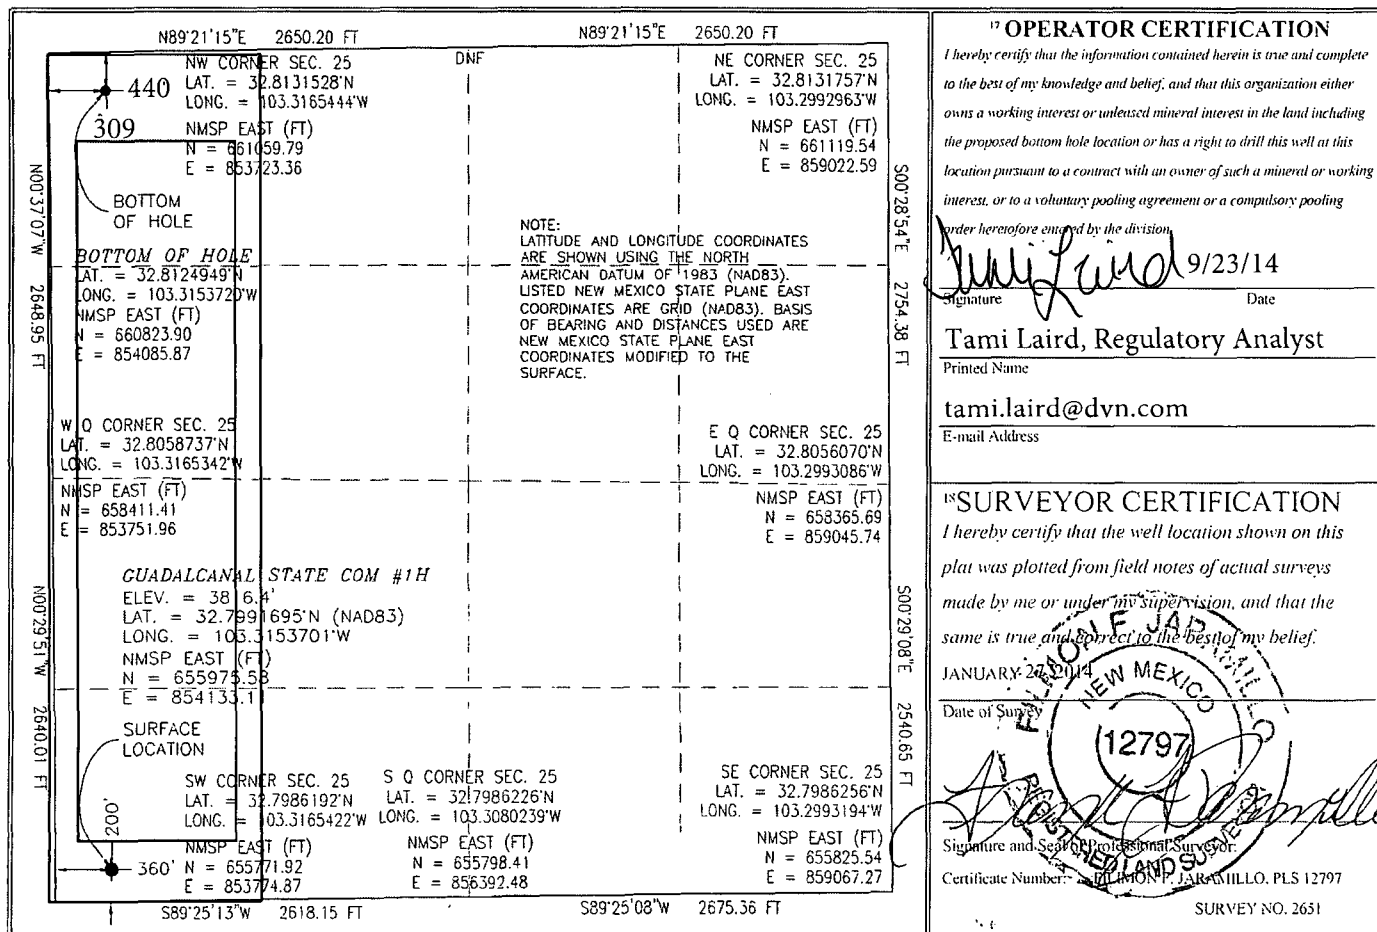 N89°21'15"E 2650.20 FT
N89°21'15"E 2650.20 FT
NW CORNER SEC. 25
LAT. = 32.8131528°N
LONG. = 103.3165444°W
NMSP EAST (FT)
N = 661059.79
E = 853723.36
DNF
NE CORNER SEC. 25
LAT. = 32.8131757°N
LONG. = 103.2992963°W
NMSP EAST (FT)
N = 661119.54
E = 859022.59
440
309
BOTTOM
OF HOLE
N00°37'07"W 2648.95 FT
S00°28'54"E 2754.38 FT
BOTTOM OF HOLE
LAT. = 32.8124949°N
LONG. = 103.3153720°W
NMSP EAST (FT)
N = 660823.90
E = 854085.87
NOTE:
LATITUDE AND LONGITUDE COORDINATES
ARE SHOWN USING THE NORTH
AMERICAN DATUM OF 1983 (NAD83).
LISTED NEW MEXICO STATE PLANE EAST
COORDINATES ARE GRID (NAD83). BASIS
OF BEARING AND DISTANCES USED ARE
NEW MEXICO STATE PLANE EAST
COORDINATES MODIFIED TO THE
SURFACE.
W Q CORNER SEC. 25
LAT. = 32.8058737°N
LONG. = 103.3165342°W
NMSP EAST (FT)
N = 658411.41
E = 853751.96
E Q CORNER SEC. 25
LAT. = 32.8056070°N
LONG. = 103.2993086°W
NMSP EAST (FT)
N = 658365.69
E = 859045.74
GUADALCANAL STATE COM #1H
ELEV. = 3816.4'
LAT. = 32.7991695°N (NAD83)
LONG. = 103.3153701°W
NMSP EAST (FT)
N = 655975.58
E = 854133.11
N00°29'51"W 2640.01 FT
S00°29'08"E 2540.65 FT
SURFACE
LOCATION
200'
360'
SW CORNER SEC. 25
LAT. = 32.7986192°N
LONG. = 103.3165422°W
NMSP EAST (FT)
N = 655771.92
E = 853774.87
S Q CORNER SEC. 25
LAT. = 32.7986226°N
LONG. = 103.3080239°W
NMSP EAST (FT)
N = 655798.41
E = 856392.48
SE CORNER SEC. 25
LAT. = 32.7986256°N
LONG. = 103.2993194°W
NMSP EAST (FT)
N = 655825.54
E = 859067.27
S89°25'13"W 2618.15 FT
S89°25'08"W 2675.36 FT
17 OPERATOR CERTIFICATION
I hereby certify that the information contained herein is true and complete
to the best of my knowledge and belief, and that this organization either
owns a working interest or unleased mineral interest in the land including
the proposed bottom hole location or has a right to drill this well at this
location pursuant to a contract with an owner of such a mineral or working
interest, or to a voluntary pooling agreement or a compulsory pooling
order heretofore entered by the division.
Tami Laird 9/23/14
Signature Date
Tami Laird, Regulatory Analyst
Printed Name
tami.laird@dvn.com
E-mail Address
18 SURVEYOR CERTIFICATION
I hereby certify that the well location shown on this
plat was plotted from field notes of actual surveys
made by me or under my supervision, and that the
same is true and correct to the best of my belief.
JANUARY 27, 2014
Date of Survey
FILIMON F. JARAMILLO
NEW MEXICO
12797
REGISTERED LAND SURVEYOR
Signature and Seal of Professional Surveyor:
Certificate Number: FILIMON F. JARAMILLO, PLS 12797
SURVEY NO. 2651